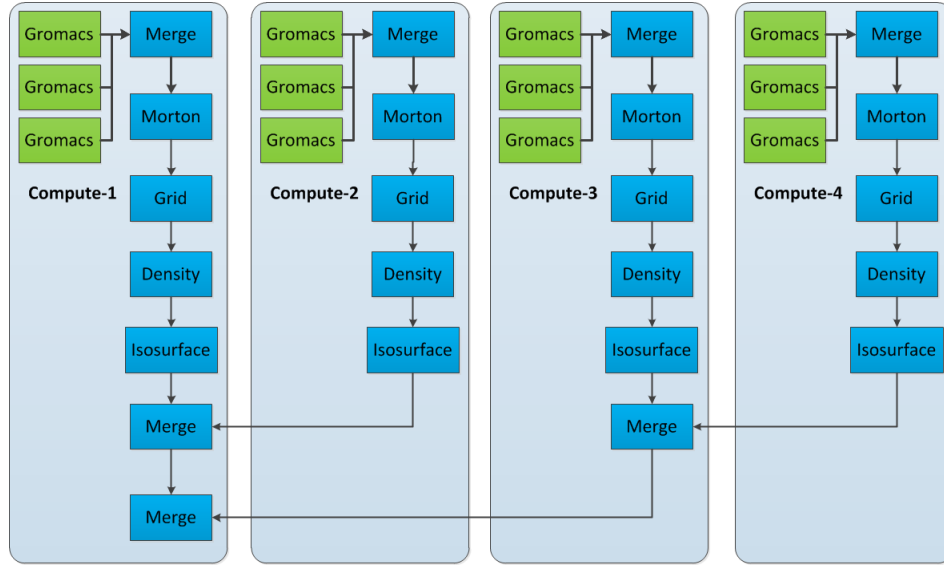 Gromacs
Merge
Gromacs
Gromacs
Morton
Compute-1
Grid
Density
Isosurface
Merge
Merge
Gromacs
Merge
Gromacs
Gromacs
Morton
Compute-2
Grid
Density
Isosurface
Gromacs
Merge
Gromacs
Gromacs
Morton
Compute-3
Grid
Density
Isosurface
Merge
Gromacs
Merge
Gromacs
Gromacs
Morton
Compute-4
Grid
Density
Isosurface